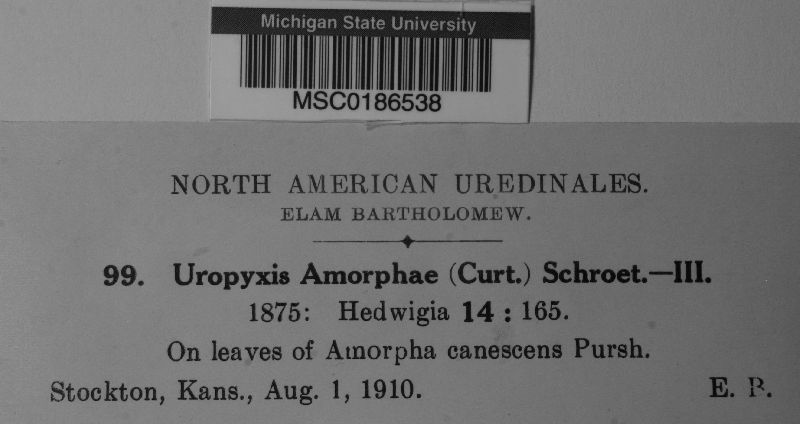 Michigan State University
MSC0186538
NORTH AMERICAN UREDINALES.
ELAM BARTHOLOMEW.
99. Uropyxis Amorphae (Curt.) Schroet.—III.
1875: Hedwigia 14 : 165.
On leaves of Amorpha canescens Pursh.
Stockton, Kans., Aug. 1, 1910. E. B.